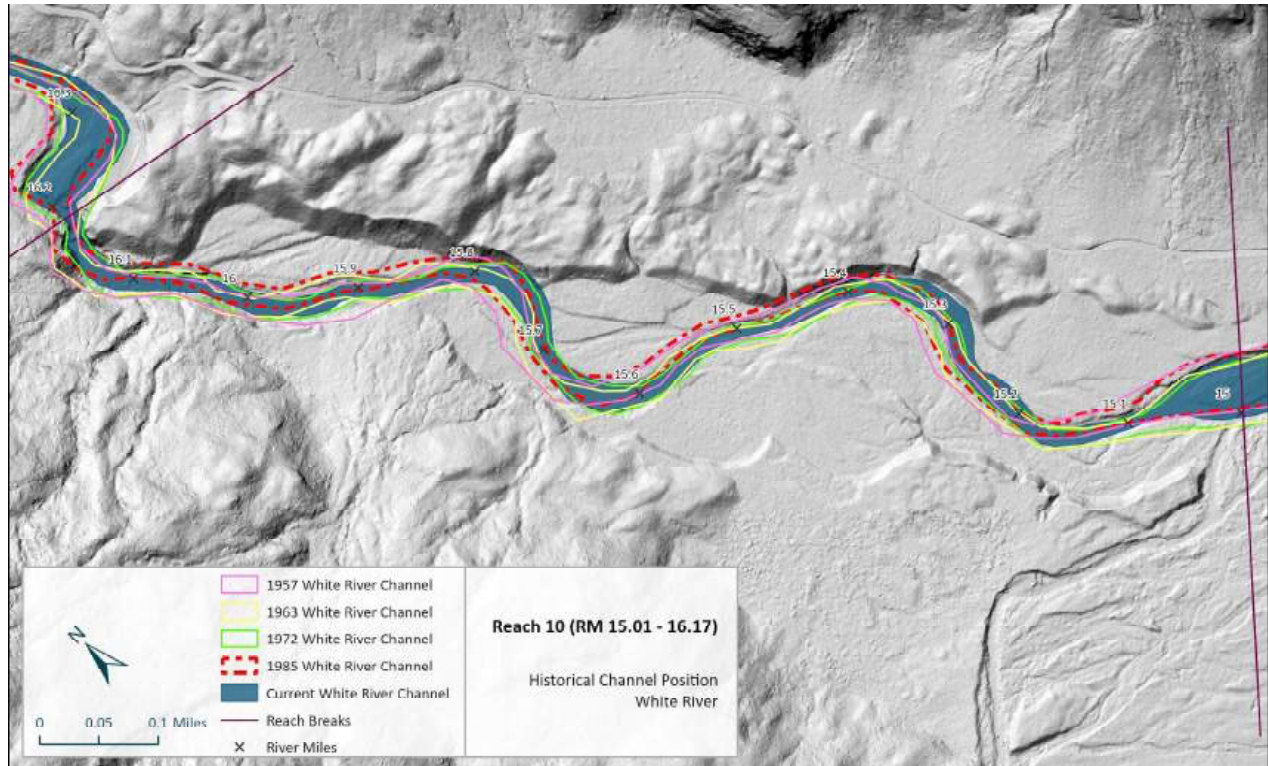 16.3
16.2
16.1
16
15.9
15.8
15.7
15.6
15.5
15.4
15.3
15.2
15.1
15
N
0 0.05 0.1 Miles
1957 White River Channel
1963 White River Channel
1972 White River Channel
1985 White River Channel
Current White River Channel
Reach Breaks
River Miles
Reach 10 (RM 15.01 - 16.17)
Historical Channel Position
White River